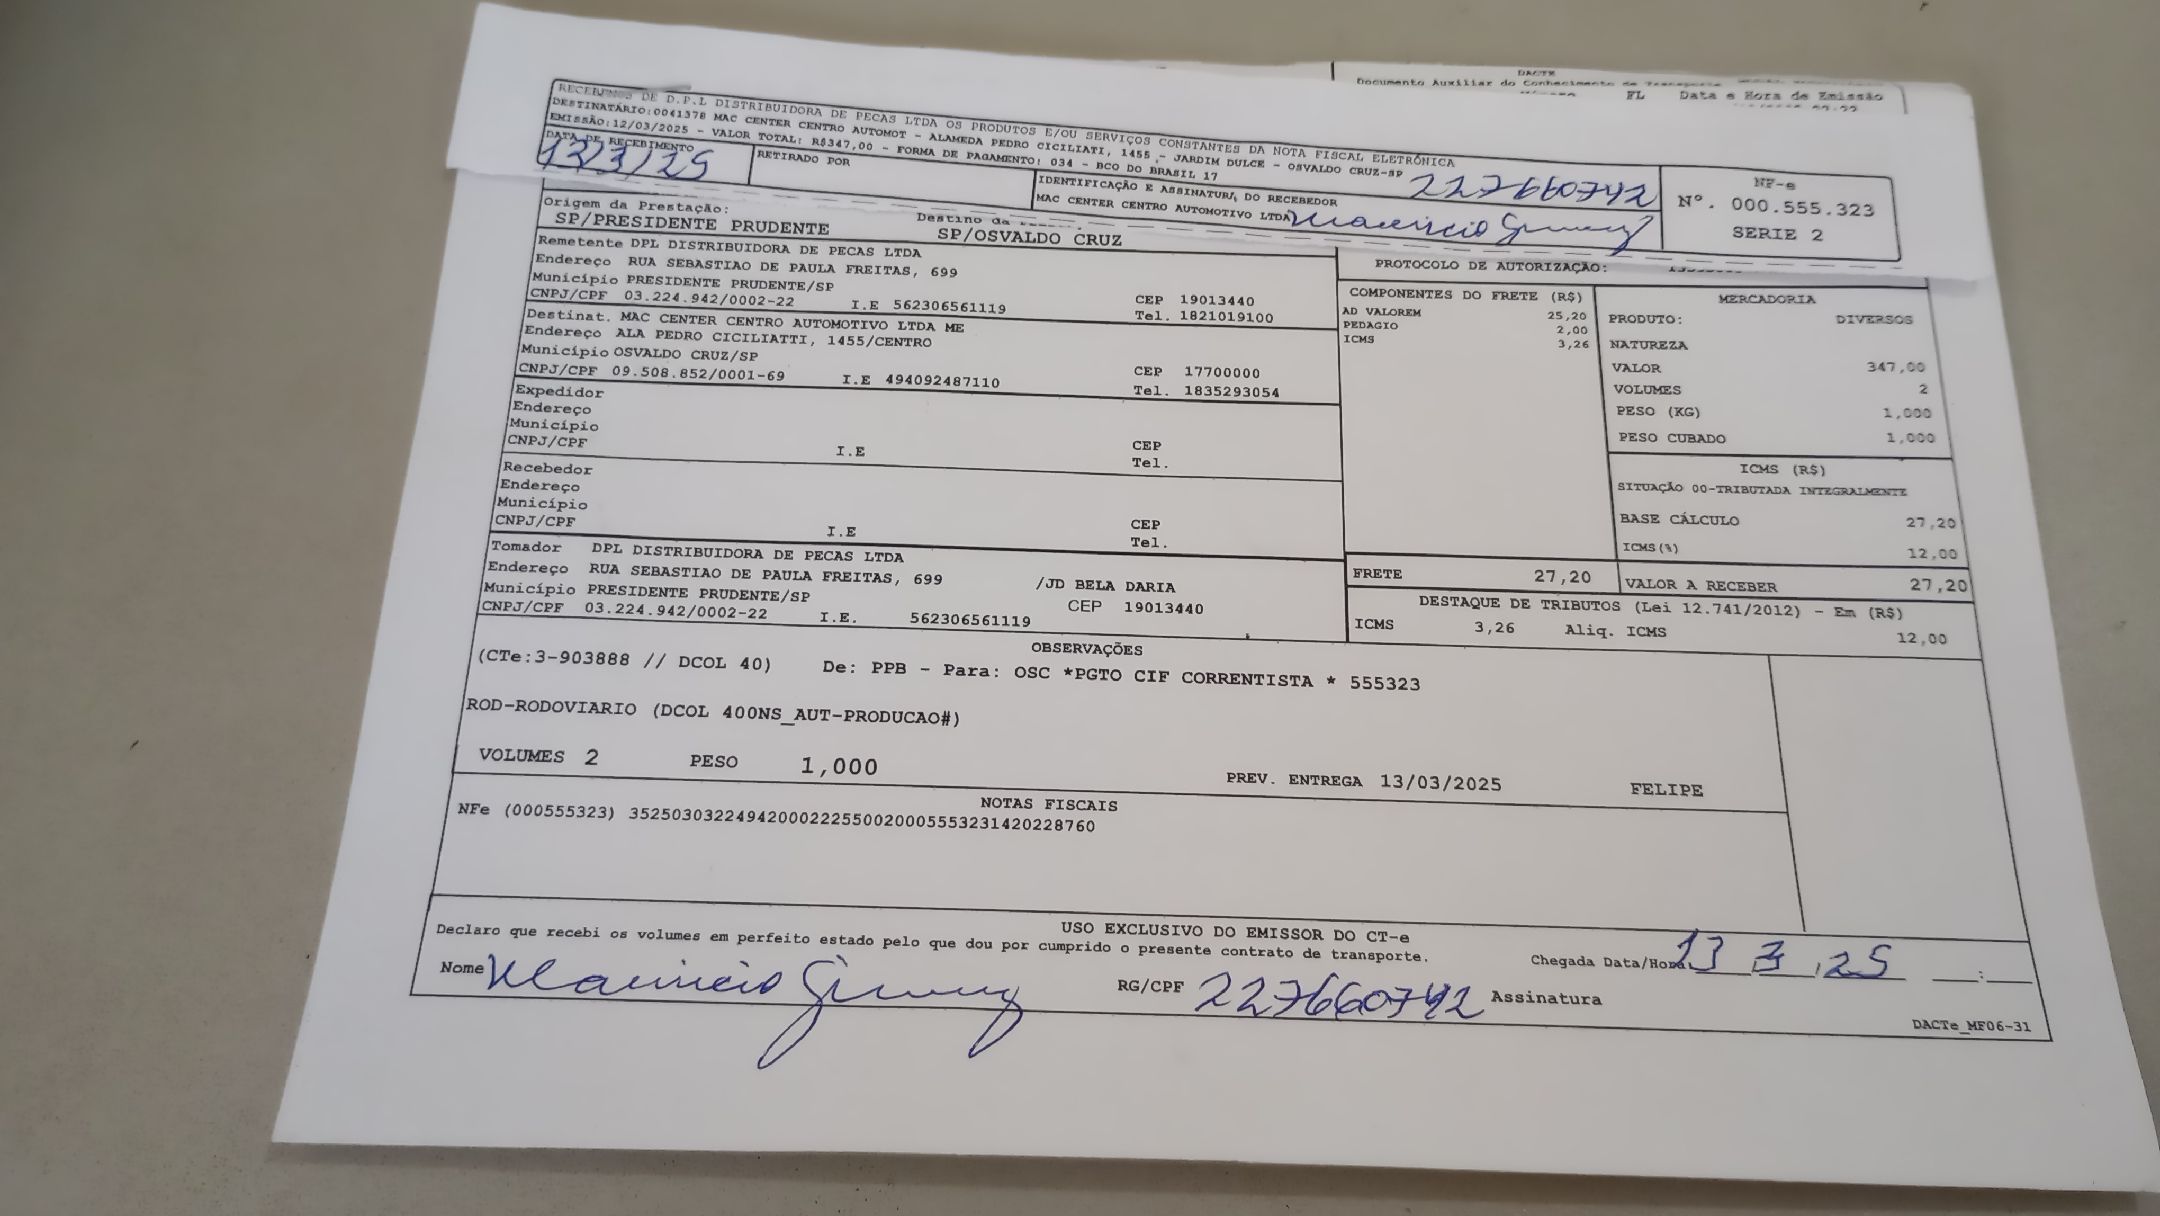 DACTE
Documento Auxiliar do Conhecimento de Transporte
FL Data e Hora de Emissão
RECEBEMOS DE D.P.L DISTRIBUIDORA DE PECAS LTDA OS PRODUTOS E/OU SERVIÇOS CONSTANTES DA NOTA FISCAL ELETRÔNICA
DESTINATÁRIO:0041378 MAC CENTER CENTRO AUTOMOT - ALAMEDA PEDRO CICILIATI, 1455 - JARDIM DULCE - OSVALDO CRUZ-SP
EMISSÃO:12/03/2025 - VALOR TOTAL: R$347,00 - FORMA DE PAGAMENTO: 034 - BCO DO BRASIL 17
DATA DE RECEBIMENTO
13/3/25
RETIRADO POR
IDENTIFICAÇÃO E ASSINATURA DO RECEBEDOR
227660742
MAC CENTER CENTRO AUTOMOTIVO LTDA
NF-e
Nº. 000.555.323
SERIE 2
Origem da Prestação:
SP/PRESIDENTE PRUDENTE
Destino da
SP/OSVALDO CRUZ
PROTOCOLO DE AUTORIZAÇÃO:
Remetente DPL DISTRIBUIDORA DE PECAS LTDA
Endereço RUA SEBASTIAO DE PAULA FREITAS, 699
Município PRESIDENTE PRUDENTE/SP CEP 19013440
CNPJ/CPF 03.224.942/0002-22 I.E 562306561119 Tel. 1821019100
Destinat. MAC CENTER CENTRO AUTOMOTIVO LTDA ME
Endereço ALA PEDRO CICILIATTI, 1455/CENTRO
Município OSVALDO CRUZ/SP CEP 17700000
CNPJ/CPF 09.508.852/0001-69 I.E 494092487110 Tel. 1835293054
Expedidor
Endereço
Município CEP
CNPJ/CPF I.E Tel.
Recebedor
Endereço
Município CEP
CNPJ/CPF I.E Tel.
Tomador DPL DISTRIBUIDORA DE PECAS LTDA
Endereço RUA SEBASTIAO DE PAULA FREITAS, 699 /JD BELA DARIA
Município PRESIDENTE PRUDENTE/SP CEP 19013440
CNPJ/CPF 03.224.942/0002-22 I.E. 562306561119
COMPONENTES DO FRETE (R$)
AD VALOREM 25,20
PEDAGIO 2,00
ICMS 3,26
MERCADORIA
PRODUTO: DIVERSOS
NATUREZA
VALOR 347,00
VOLUMES 2
PESO (KG) 1,000
PESO CUBADO 1,000
ICMS (R$)
SITUAÇÃO 00-TRIBUTADA INTEGRALMENTE
BASE CÁLCULO 27,20
ICMS(%) 12,00
FRETE 27,20
VALOR A RECEBER 27,20
DESTAQUE DE TRIBUTOS (Lei 12.741/2012) - Em (R$)
ICMS 3,26 Aliq. ICMS 12,00
OBSERVAÇÕES
(CTe:3-903888 // DCOL 40) De: PPB - Para: OSC *PGTO CIF CORRENTISTA * 555323
ROD-RODOVIARIO (DCOL 400NS_AUT-PRODUCAO#)
VOLUMES 2 PESO 1,000 PREV. ENTREGA 13/03/2025 FELIPE
NOTAS FISCAIS
NFe (000555323) 35250303224942000222550020005553231420228760
USO EXCLUSIVO DO EMISSOR DO CT-e
Declaro que recebi os volumes em perfeito estado pelo que dou por cumprido o presente contrato de transporte.
Chegada Data/Hora 13 / 3 / 25 :
Nome Mauricio RG/CPF 227660742 Assinatura
DACTe_MF06-31